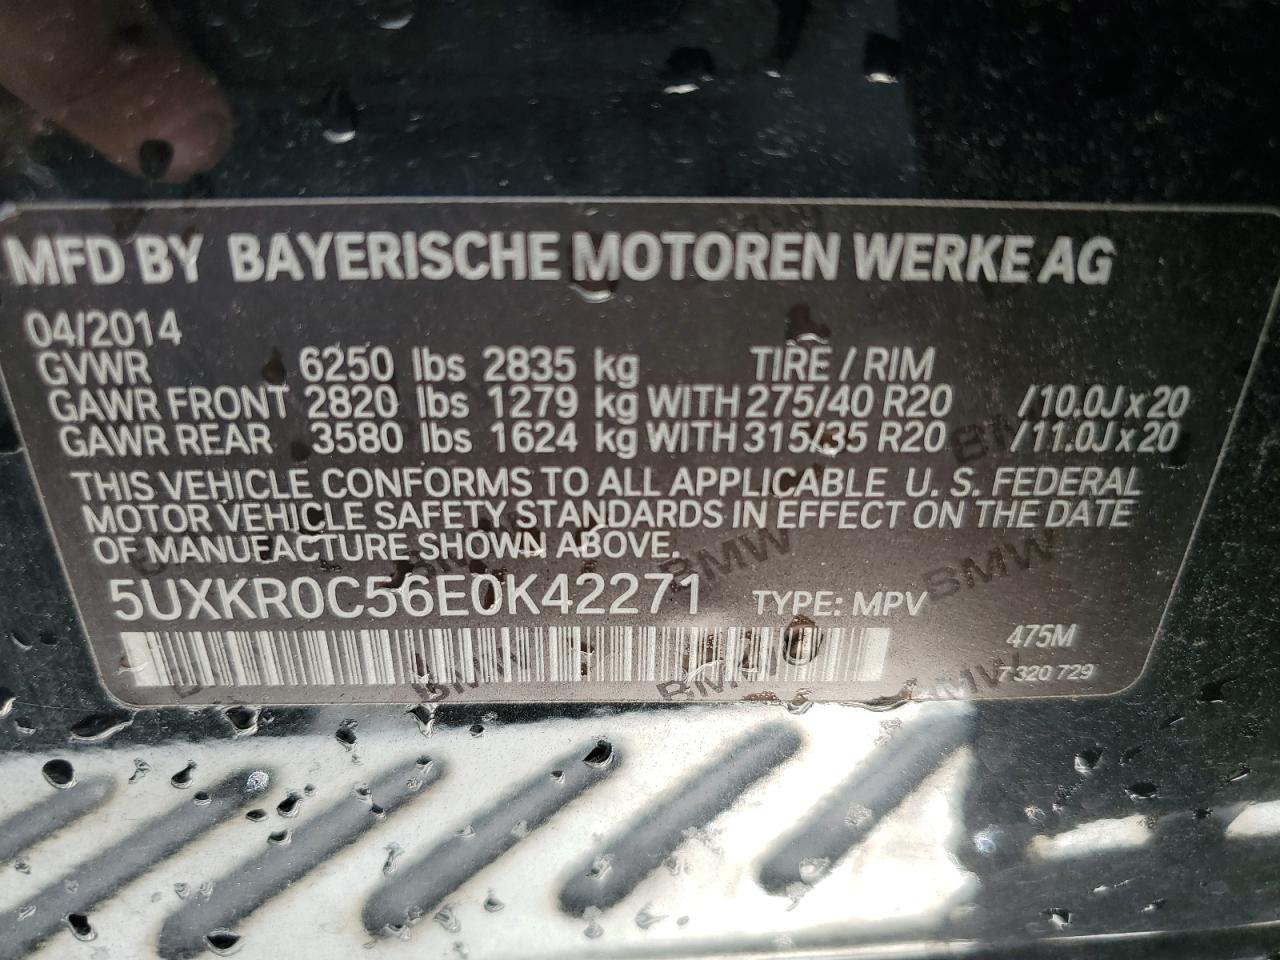 MFD BY BAYERISCHE MOTOREN WERKE AG
04/2014
GVWR 6250 lbs 2835 kg TIRE / RIM
GAWR FRONT 2820 lbs 1279 kg WITH 275/40 R20 /10.0J x 20
GAWR REAR 3580 lbs 1624 kg WITH 315/35 R20 /11.0J x 20
THIS VEHICLE CONFORMS TO ALL APPLICABLE U. S. FEDERAL
MOTOR VEHICLE SAFETY STANDARDS IN EFFECT ON THE DATE
OF MANUFACTURE SHOWN ABOVE.
5UXKR0C56E0K42271 TYPE: MPV
475M
7 320 729